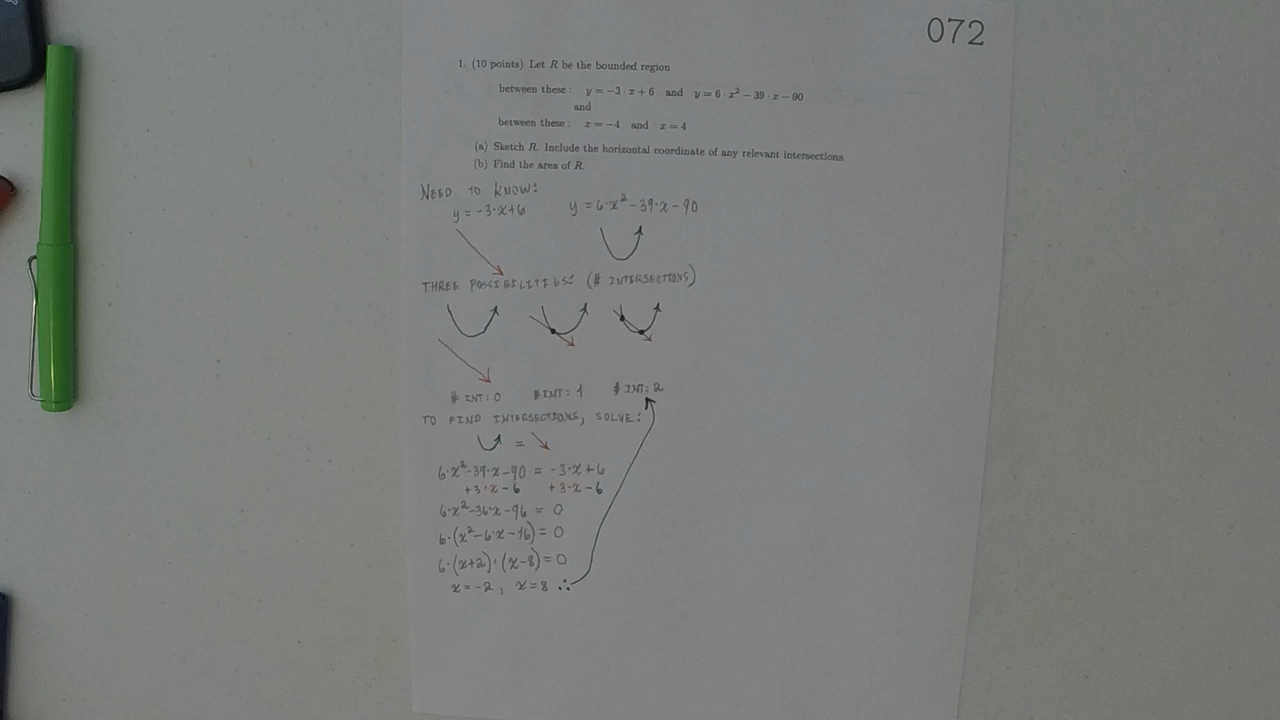 072
1. (10 points) Let R be the bounded region
between these : y = −3 · x + 6 and y = 6 · x² − 39 · x − 90
and
between these : x = −4 and x = 4
(a) Sketch R. Include the horizontal coordinate of any relevant intersections.
(b) Find the area of R.
NEED TO KNOW:
y = -3·x+6 y = 6·x²-39·x-90
THREE POSSIBILITIES: (# INTERSECTIONS)
# INT: 0 # INT: 1 # INT: 2
TO FIND INTERSECTIONS, SOLVE:
=
6·x²-39·x-90 = -3·x+6
+3·x-6 +3·x-6
6·x²-36·x-96 = 0
6·(x²-6·x-16) = 0
6·(x+2)·(x-8) = 0
x = -2, x = 8 ∴